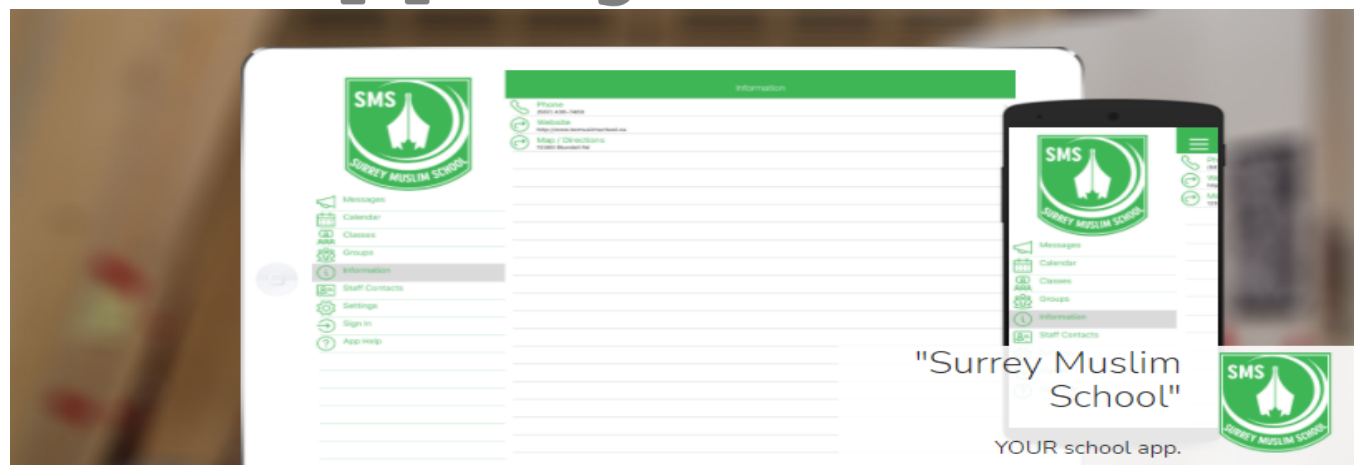 SMS
SURREY MUSLIM SCHOOL
Messages
Calendar
Classes
Groups
Information
Staff Contacts
Settings
Sign In
App Help
Information
Phone
Website
Map / Directions
SMS
SURREY MUSLIM SCHOOL
Messages
Calendar
Classes
Groups
Information
Staff Contacts
"Surrey Muslim
School"
YOUR school app.
SMS
SURREY MUSLIM SCHOOL